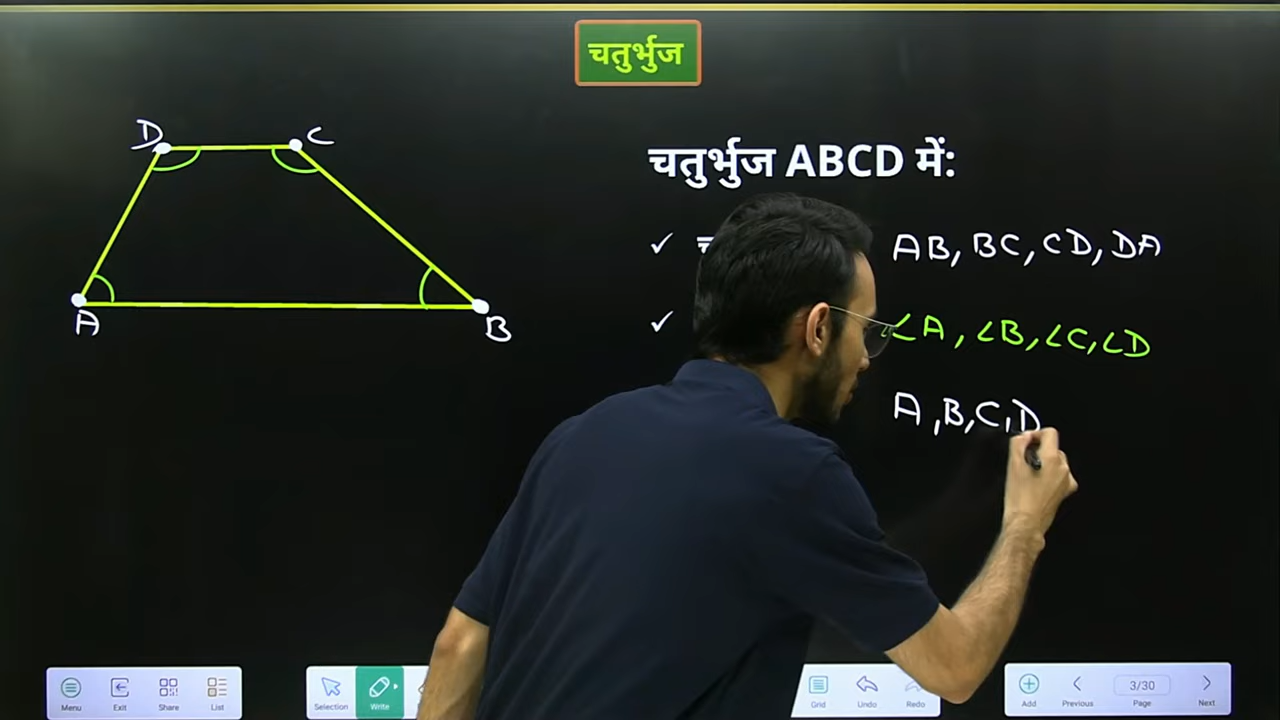 चतुर्भुज
D C
चतुर्भुज ABCD में:
✓ AB, BC, CD, DA
A B
✓ ∠A, ∠B, ∠C, ∠D
A, B, C, D
Menu Exit Share List Selection Write Grid Undo Redo Add Previous 3/30 Page Next